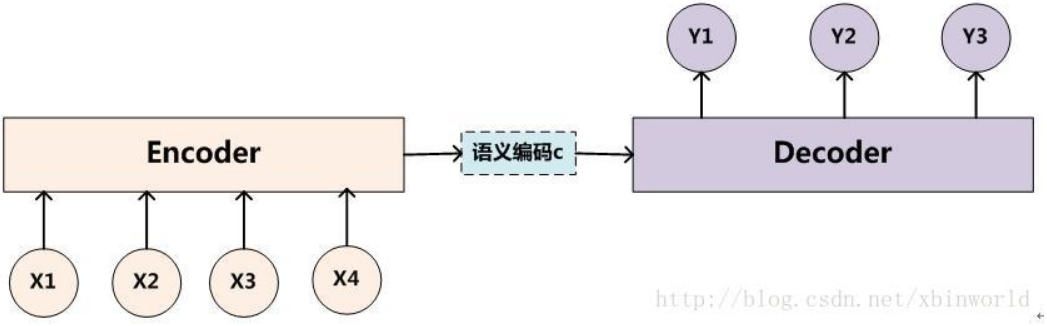 Y1 Y2 Y3
Encoder
语义编码c
Decoder
X1 X2 X3 X4
http://blog.csdn.net/xbinworld